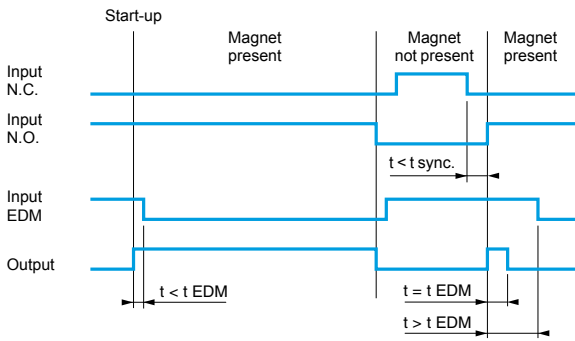 Start-up
Magnet
present
Magnet
not present
Magnet
present
Input
N.C.
Input
N.O.
t < t sync.
Input
EDM
Output
t < t EDM
t = t EDM
t > t EDM